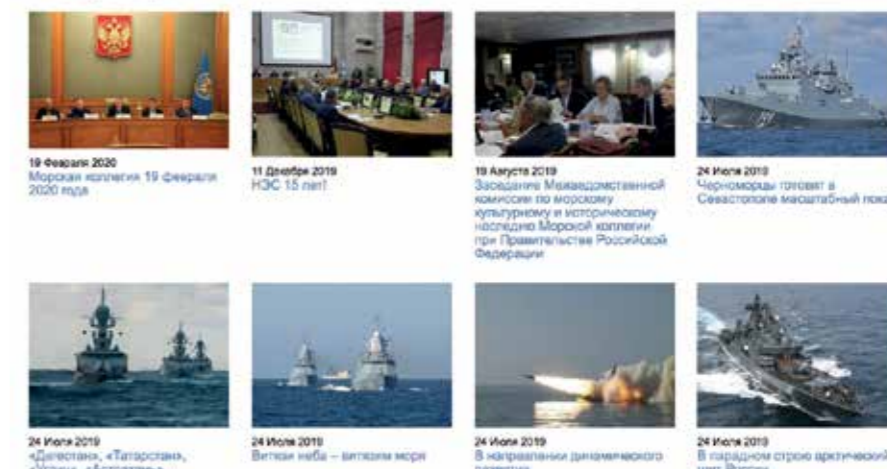 19 Февраля 2020
Морская коллегия 19 февраля
2020 года
11 Декабря 2019
НЭС 15 лет!
19 Августа 2019
Заседание Межведомственной
комиссии по морскому
культурному и историческому
наследию Морской коллегии
при Правительстве Российской
Федерации
24 Июля 2019
Черноморцы готовят в
Севастополе масштабный
24 Июля 2019
«Дагестан», «Татарстан»,
24 Июля 2019
Витязи неба – витязям моря
24 Июля 2019
В направлении динамического
24 Июля 2019
В парадном строю